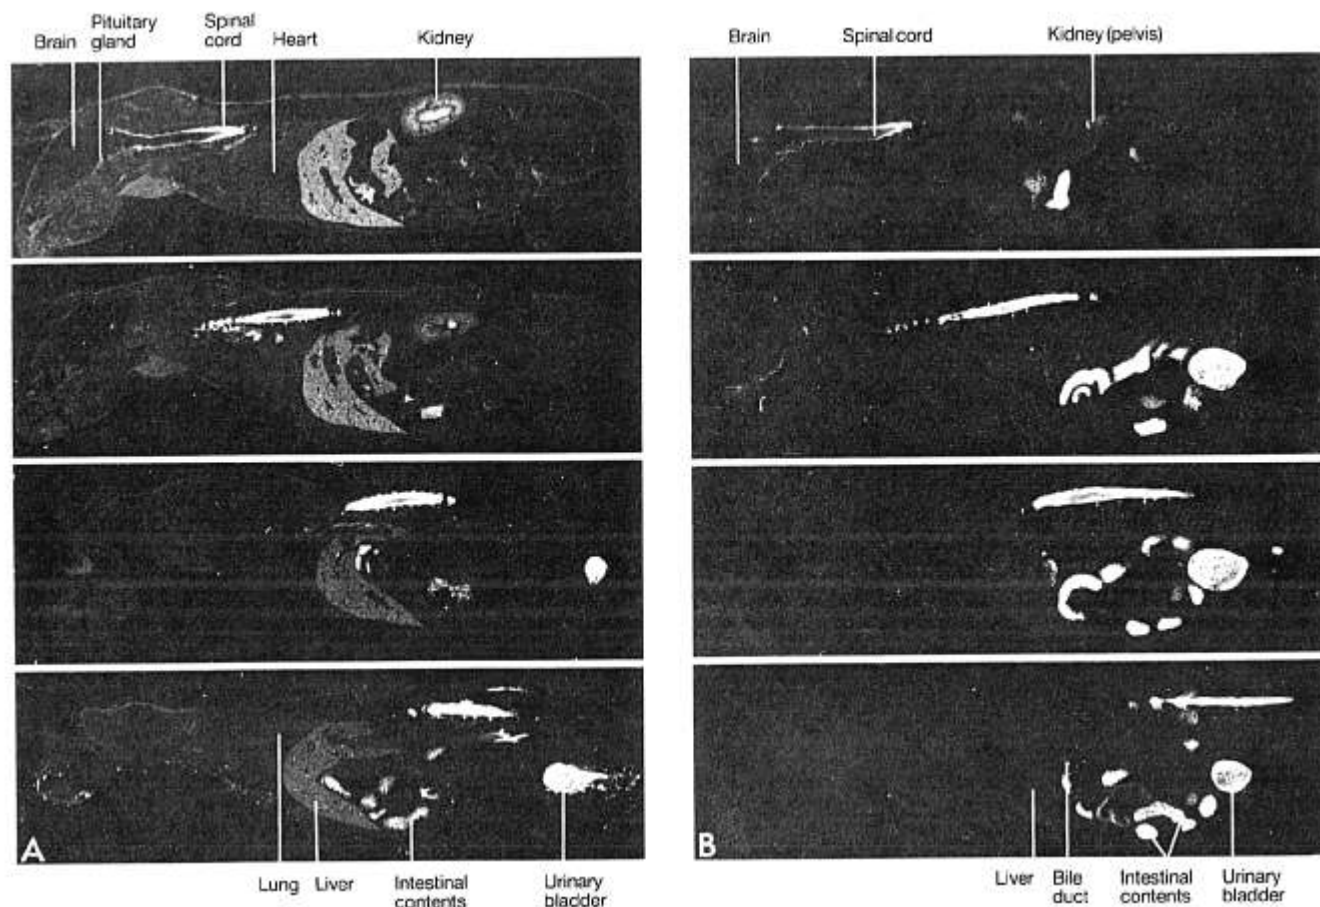 Brain
Pituitary
gland
Spinal
cord
Heart
Kidney
Brain
Spinal cord
Kidney (pelvis)
A
B
Lung
Liver
Intestinal
contents
Urinary
bladder
Liver
Bile
duct
Intestinal
contents
Urinary
bladder